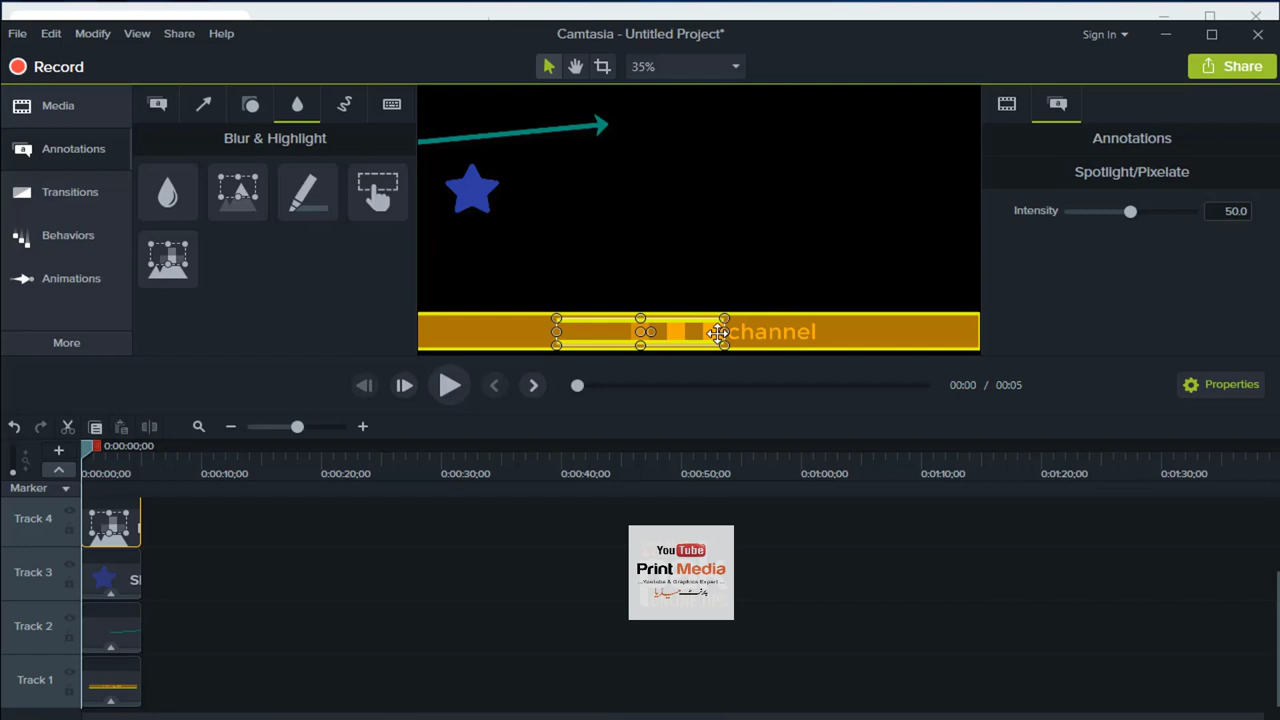 File Edit Modify View Share Help
Camtasia - Untitled Project*
Sign In
Record
35%
Share
Media
Annotations
Transitions
Behaviors
Animations
More
Blur & Highlight
a
channel
Annotations
Spotlight/Pixelate
Intensity 50.0
00:00 / 00:05
Properties
0:00:00;00
0:00:00;00 0:00:10;00 0:00:20;00 0:00:30;00 0:00:40;00 0:00:50;00 0:01:00;00 0:01:10;00 0:01:20;00 0:01:30;00
Marker
Track 4
Track 3
Track 2
Track 1
You Tube
Print Media
...Youtube & Graphics Expert...
پرنٹ میڈیا